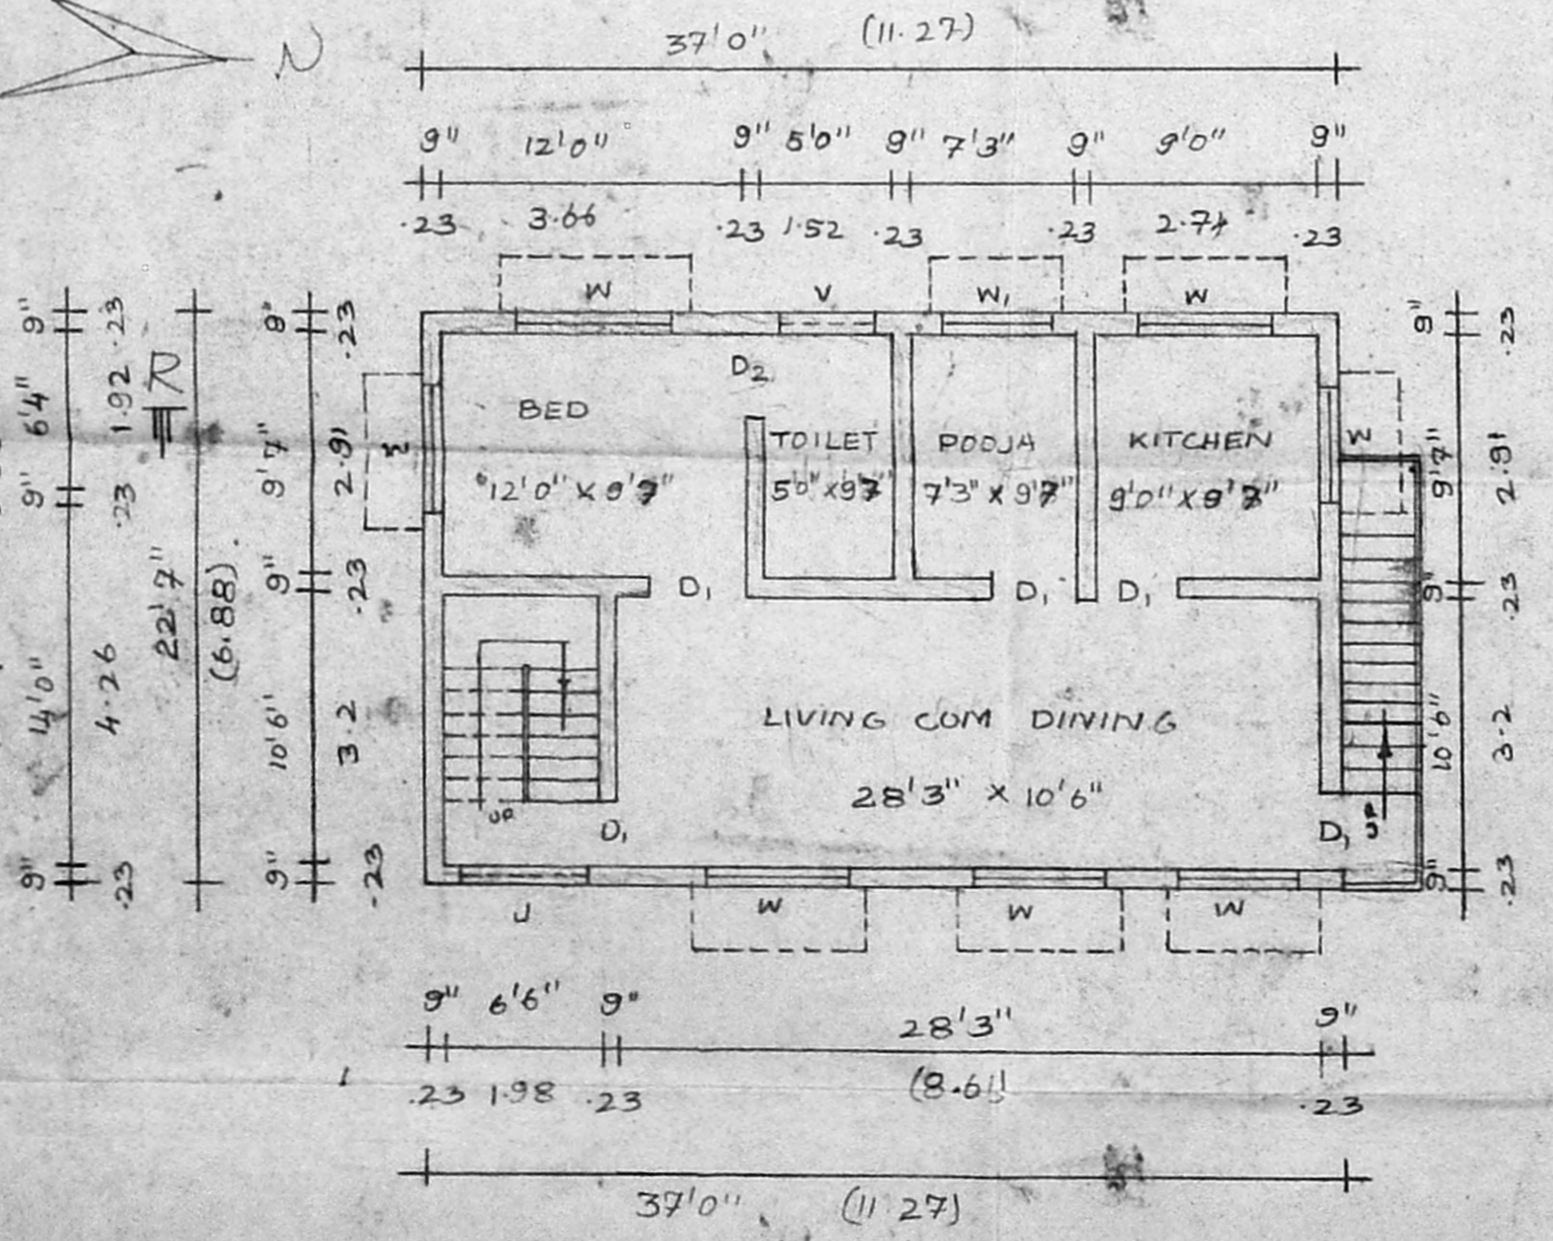 N
37'0" (11.27)
9" 12'0" 9" 5'0" 9" 7'3" 9" 9'0" 9"
.23 3.66 .23 1.52 .23 .23 2.74 .23
W V W1 W
9" .23 6'4" 1.92 9" .23 14'0" 4.26 9" .23
R
22'7" (6.88)
9" .23 9'7" 2.91 9" .23 10'6" 3.2 9" .23
W
D2
BED
12'0" X 9'7"
TOILET
5'0" X 9'7"
POOJA
7'3" X 9'7"
KITCHEN
9'0" X 9'7"
W
D1 D1 D1
LIVING COM DINING
28'3" X 10'6"
UP
D1
D1
UP
9" .23 9'7" 2.91 9" .23 10'6" 3.2 9" .23
J W W W
9" 6'6" 9" 28'3" 9"
.23 1.98 .23 (8.61) .23
37'0" (11.27)